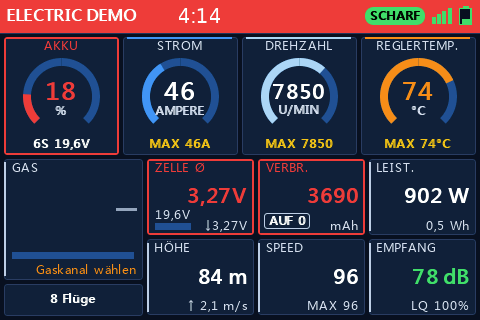 ELECTRIC DEMO 4:14 SCHARF
AKKU
18
%
6S 19,6V
STROM
46
AMPERE
MAX 46A
DREHZAHL
7850
U/MIN
MAX 7850
REGLERTEMP.
74
°C
MAX 74°C
GAS
Gaskanal wählen
8 Flüge
ZELLE Ø
3,27V
19,6V
↓3,27V
VERBR.
3690
AUF 0
mAh
LEIST.
902 W
0,5 Wh
HÖHE
84 m
↑ 2,1 m/s
SPEED
96
MAX 96
EMPFANG
78 dB
LQ 100%